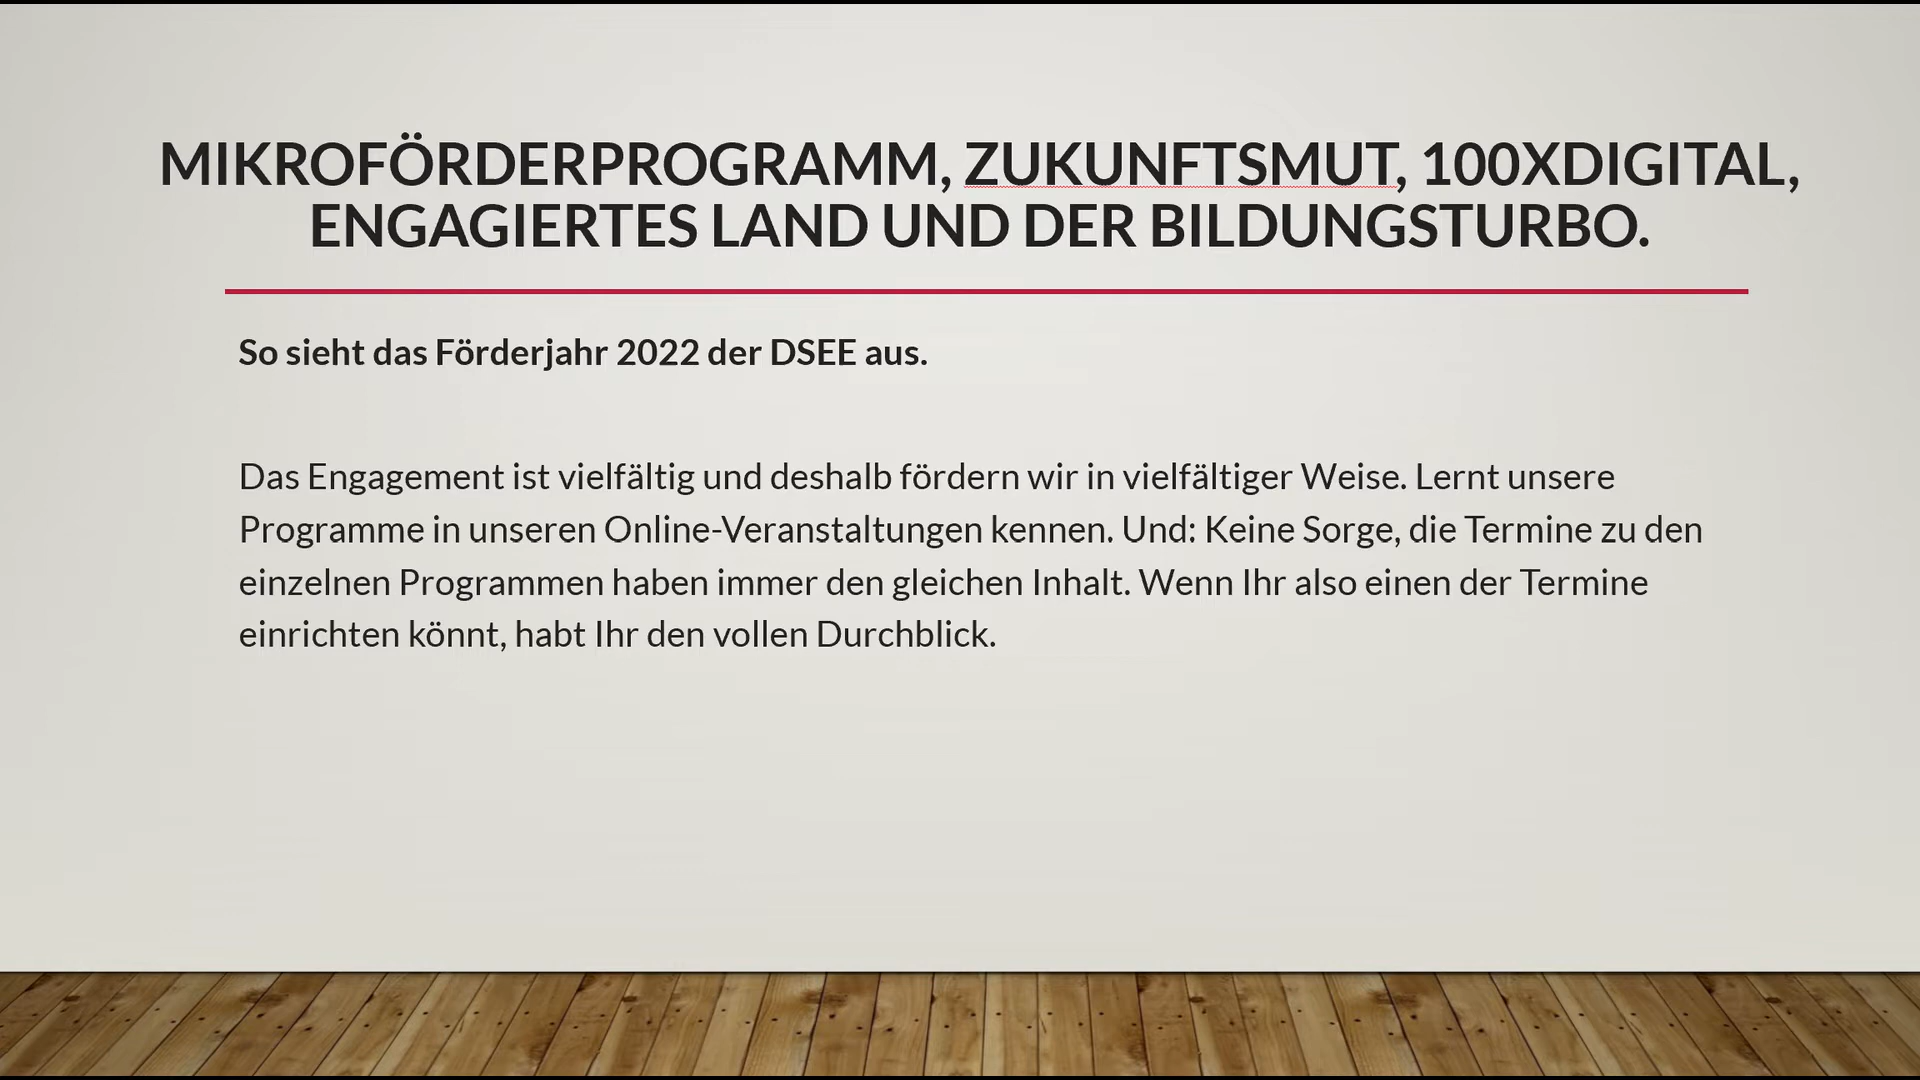 MIKROFÖRDERPROGRAMM, ZUKUNFTSMUT, 100XDIGITAL,
ENGAGIERTES LAND UND DER BILDUNGSTURBO.
So sieht das Förderjahr 2022 der DSEE aus.
Das Engagement ist vielfältig und deshalb fördern wir in vielfältiger Weise. Lernt unsere
Programme in unseren Online-Veranstaltungen kennen. Und: Keine Sorge, die Termine zu den
einzelnen Programmen haben immer den gleichen Inhalt. Wenn Ihr also einen der Termine
einrichten könnt, habt Ihr den vollen Durchblick.